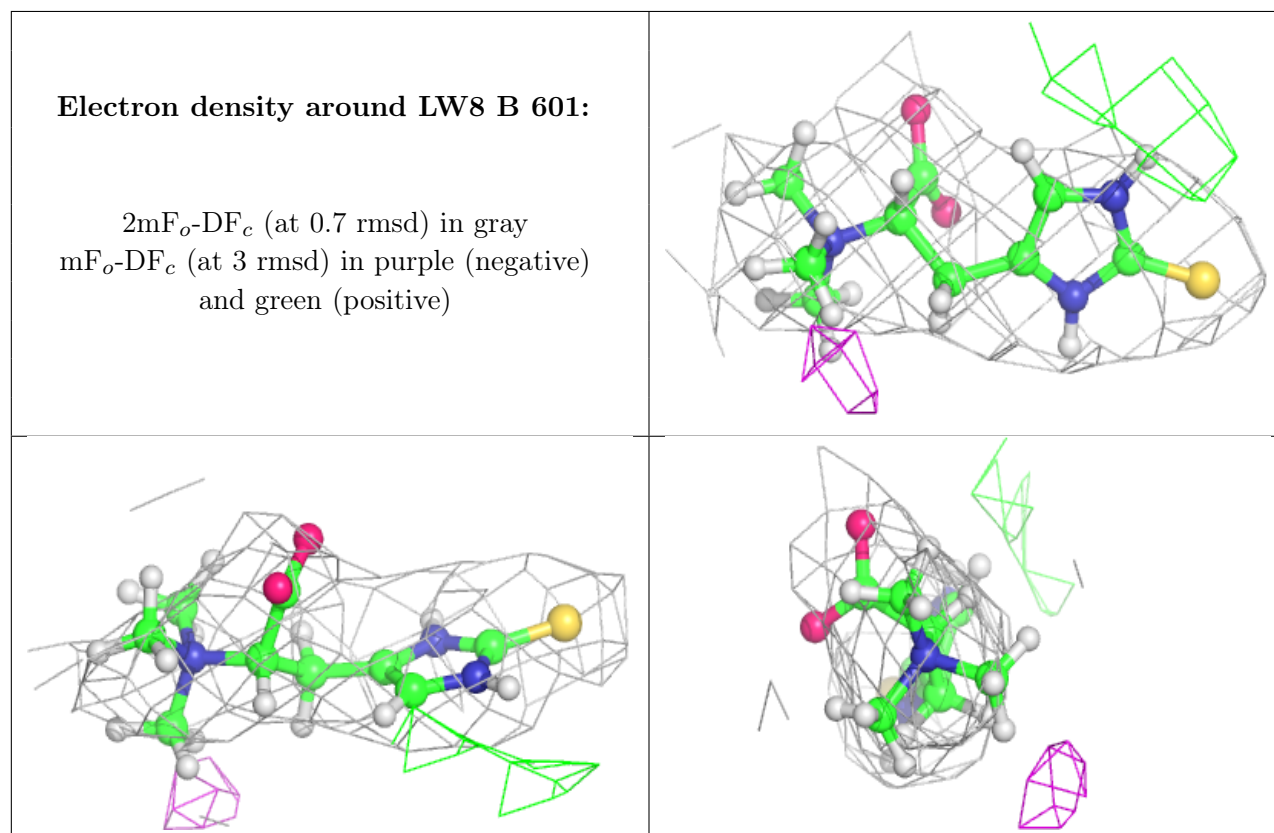 Electron density around LW8 B 601:
2mFo-DFc (at 0.7 rmsd) in gray
mFo-DFc (at 3 rmsd) in purple (negative)
and green (positive)